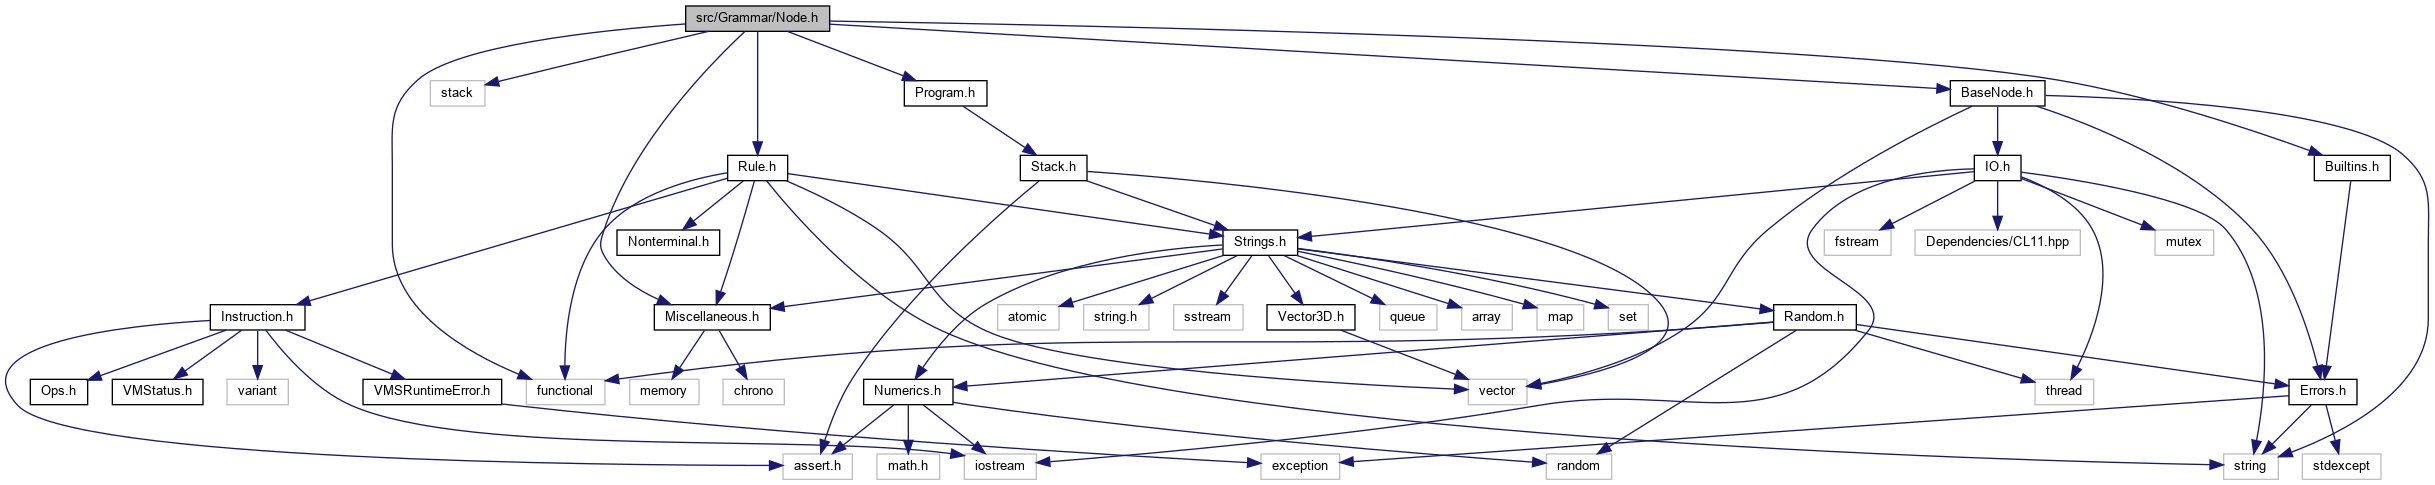 src/Grammar/Node.h
stack
Program.h
BaseNode.h
Rule.h
Stack.h
IO.h
Builtins.h
Nonterminal.h
Strings.h
fstream
Dependencies/CL11.hpp
mutex
Instruction.h
Miscellaneous.h
atomic
string.h
sstream
Vector3D.h
queue
array
map
set
Random.h
Ops.h
VMStatus.h
variant
VMSRuntimeError.h
functional
memory
chrono
Numerics.h
vector
thread
Errors.h
assert.h
math.h
iostream
exception
random
string
stdexcept